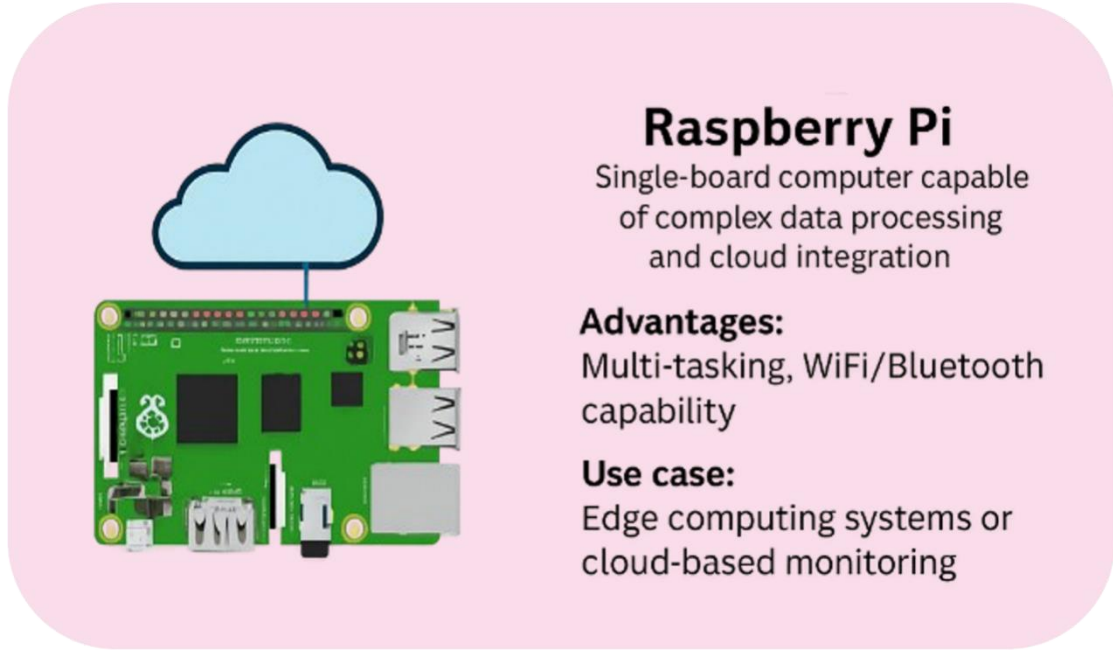 Raspberry Pi
Single-board computer capable
of complex data processing
and cloud integration
Advantages:
Multi-tasking, WiFi/Bluetooth
capability
Use case:
Edge computing systems or
cloud-based monitoring